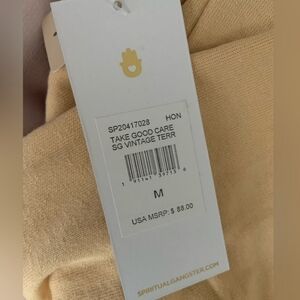 SP20417028 HON
TAKE GOOD CARE
SG VINTAGE TERR
M
USA MSRP: $ 88.00
SPIRITUALGANGSTER.COM